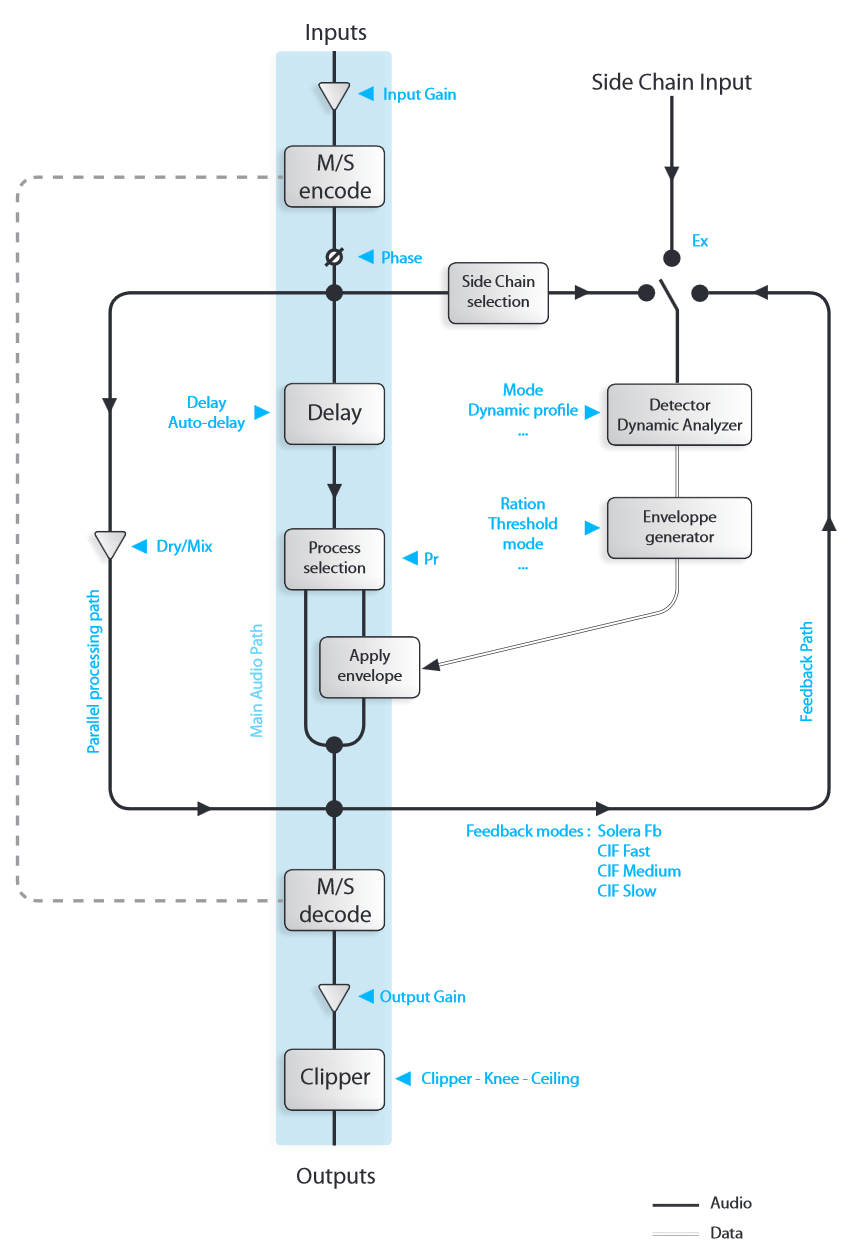 Inputs
Input Gain
Side Chain Input
M/S
encode
Ex
Phase
Side Chain
selection
Delay
Auto-delay
Delay
Mode
Dynamic profile
...
Detector
Dynamic Analyzer
Ration
Threshold
mode
...
Enveloppe
generator
Dry/Mix
Process
selection
Pr
Parallel processing path
Main Audio Path
Apply
envelope
Feedback Path
Feedback modes : Solera Fb
CIF Fast
CIF Medium
CIF Slow
M/S
decode
Output Gain
Clipper
Clipper - Knee - Ceiling
Outputs
Audio
Data